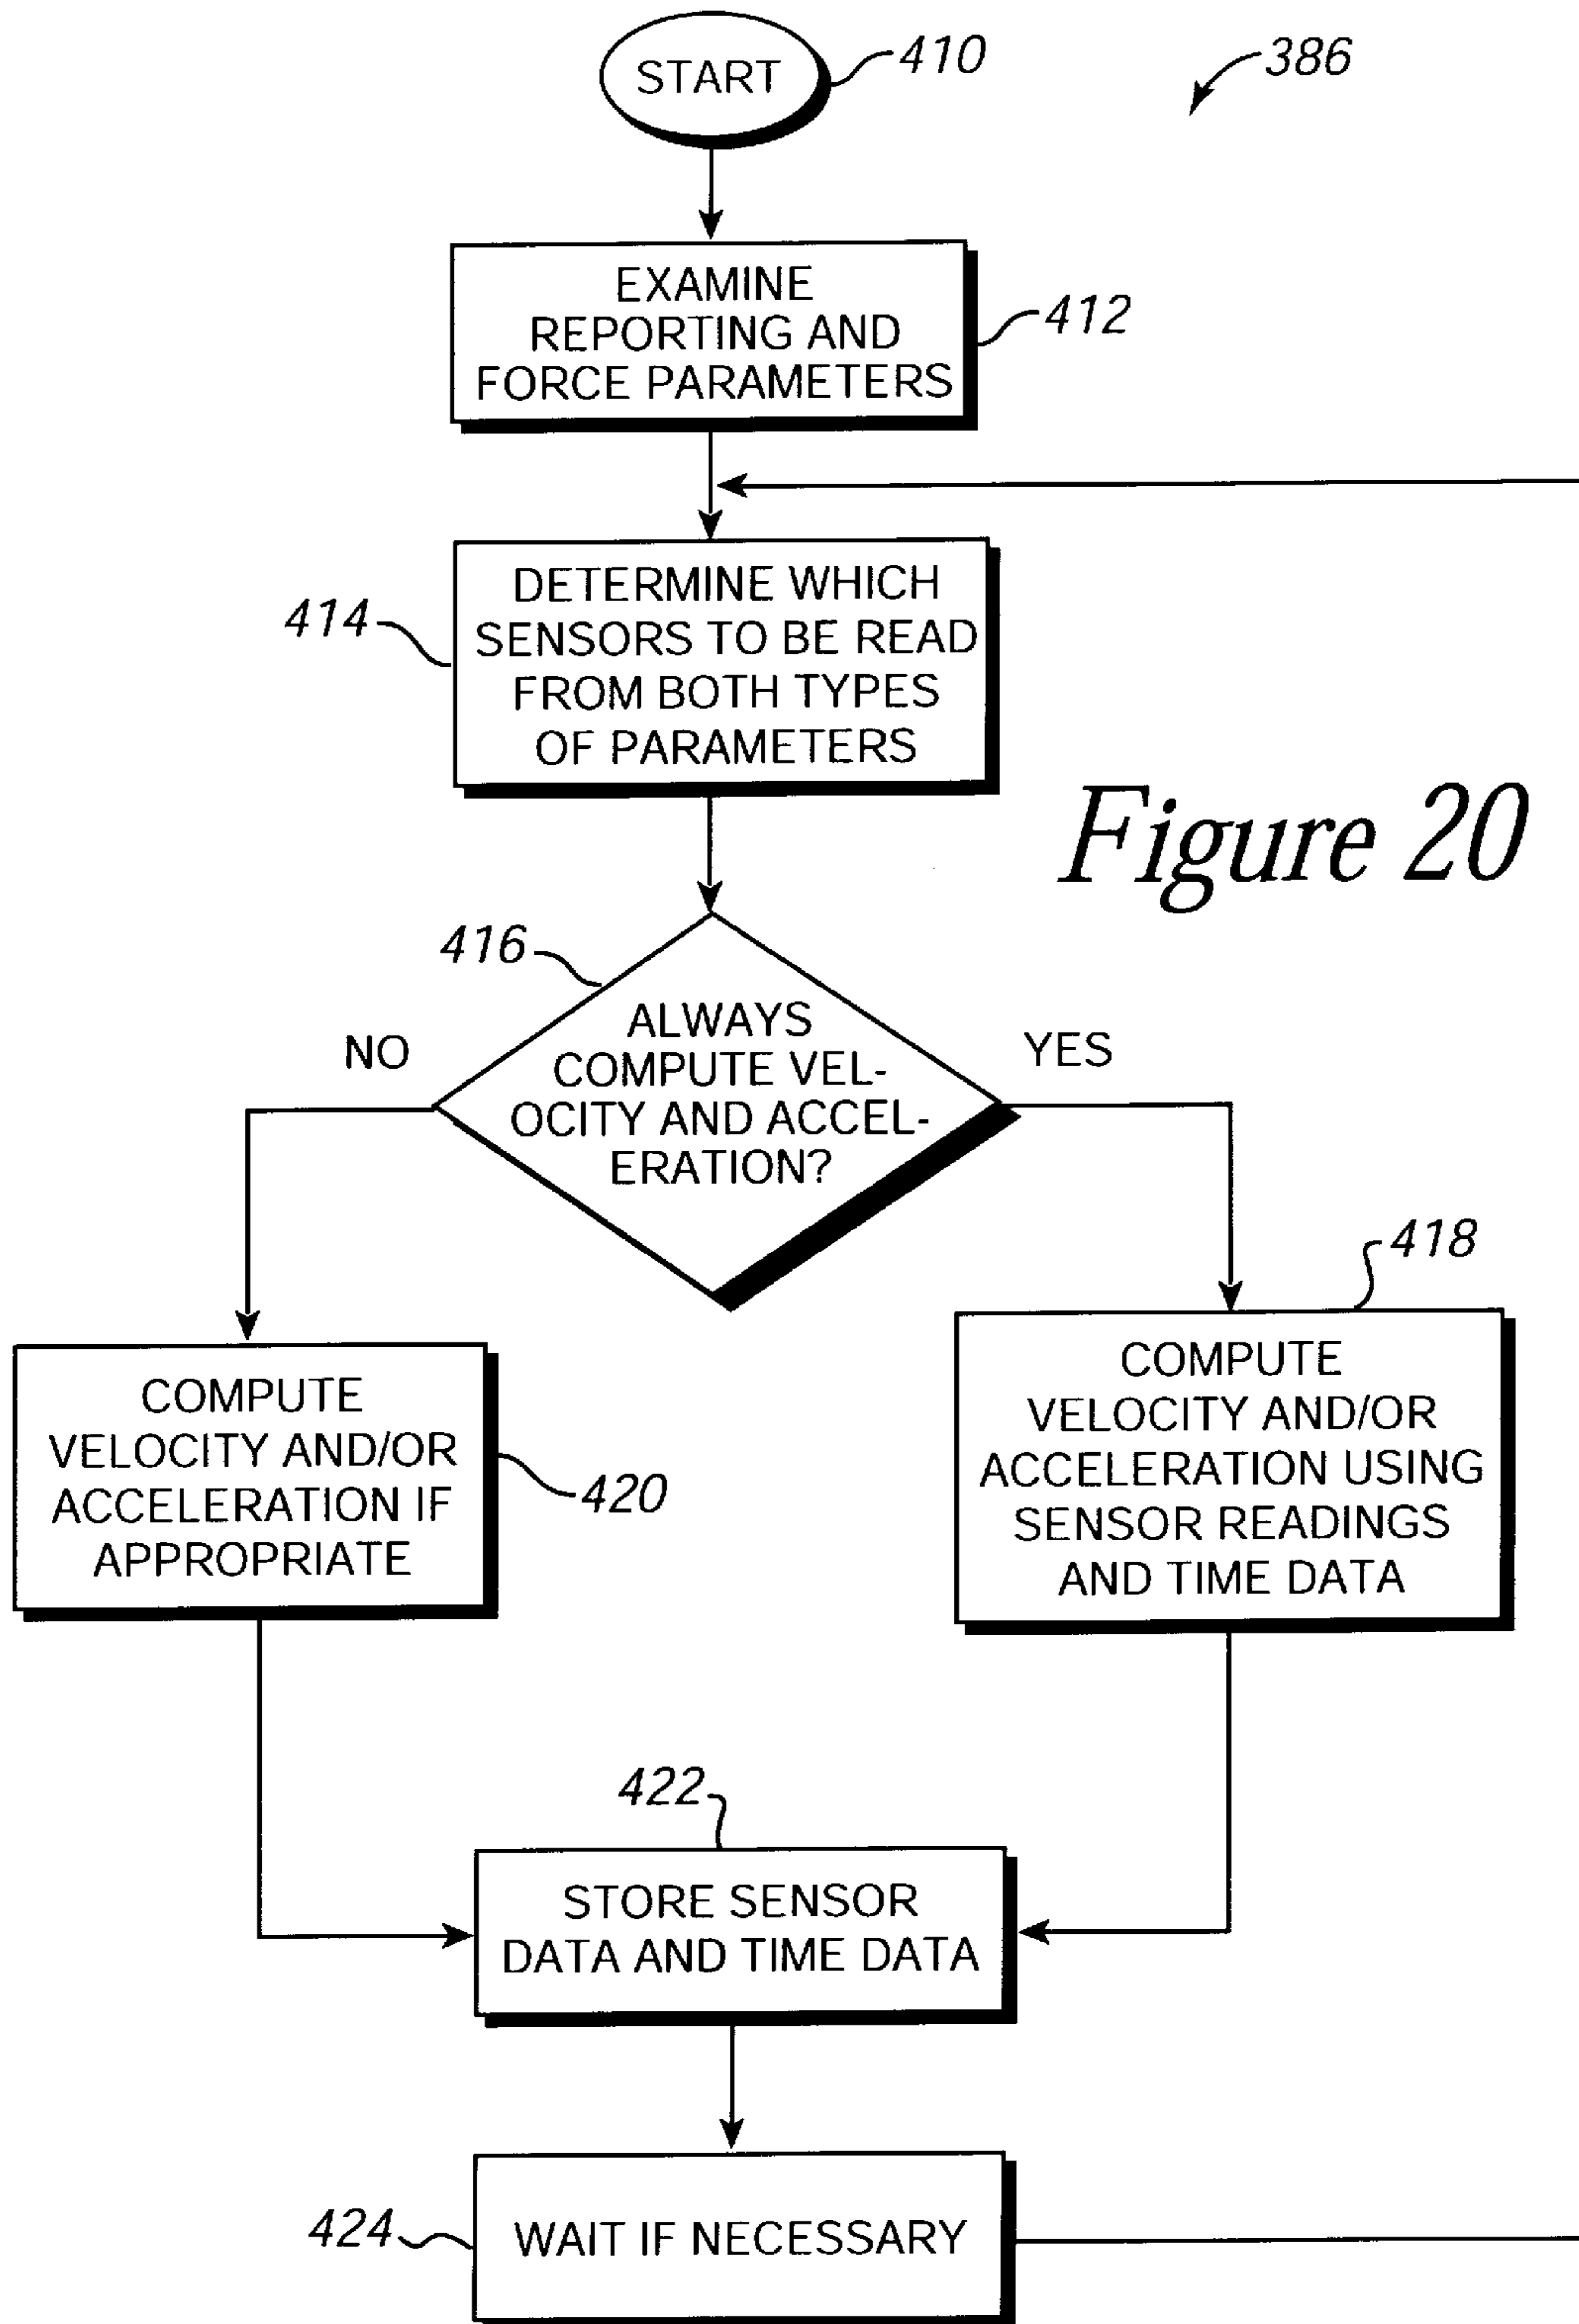 START
410
386
EXAMINE
REPORTING AND
FORCE PARAMETERS
412
414
DETERMINE WHICH
SENSORS TO BE READ
FROM BOTH TYPES
OF PARAMETERS
Figure 20
416
ALWAYS
COMPUTE VEL-
OCITY AND ACCEL-
ERATION?
NO
YES
418
COMPUTE
VELOCITY AND/OR
ACCELERATION IF
APPROPRIATE
420
COMPUTE
VELOCITY AND/OR
ACCELERATION USING
SENSOR READINGS
AND TIME DATA
422
STORE SENSOR
DATA AND TIME DATA
424
WAIT IF NECESSARY